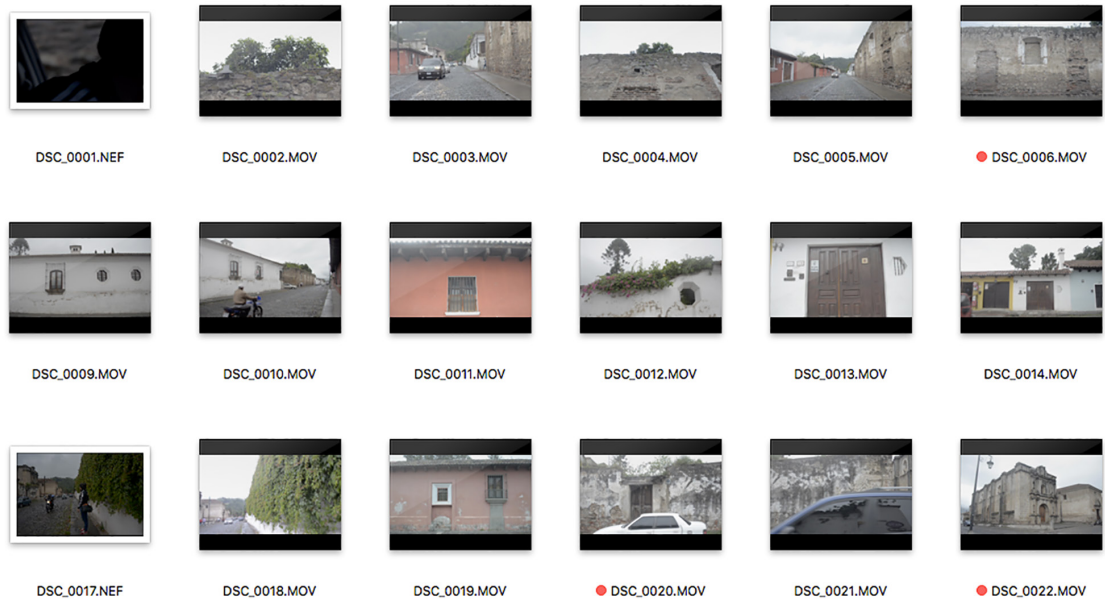 DSC_0001.NEF
DSC_0002.MOV
DSC_0003.MOV
DSC_0004.MOV
DSC_0005.MOV
DSC_0006.MOV
DSC_0009.MOV
DSC_0010.MOV
DSC_0011.MOV
DSC_0012.MOV
DSC_0013.MOV
DSC_0014.MOV
DSC_0017.NEF
DSC_0018.MOV
DSC_0019.MOV
DSC_0020.MOV
DSC_0021.MOV
DSC_0022.MOV